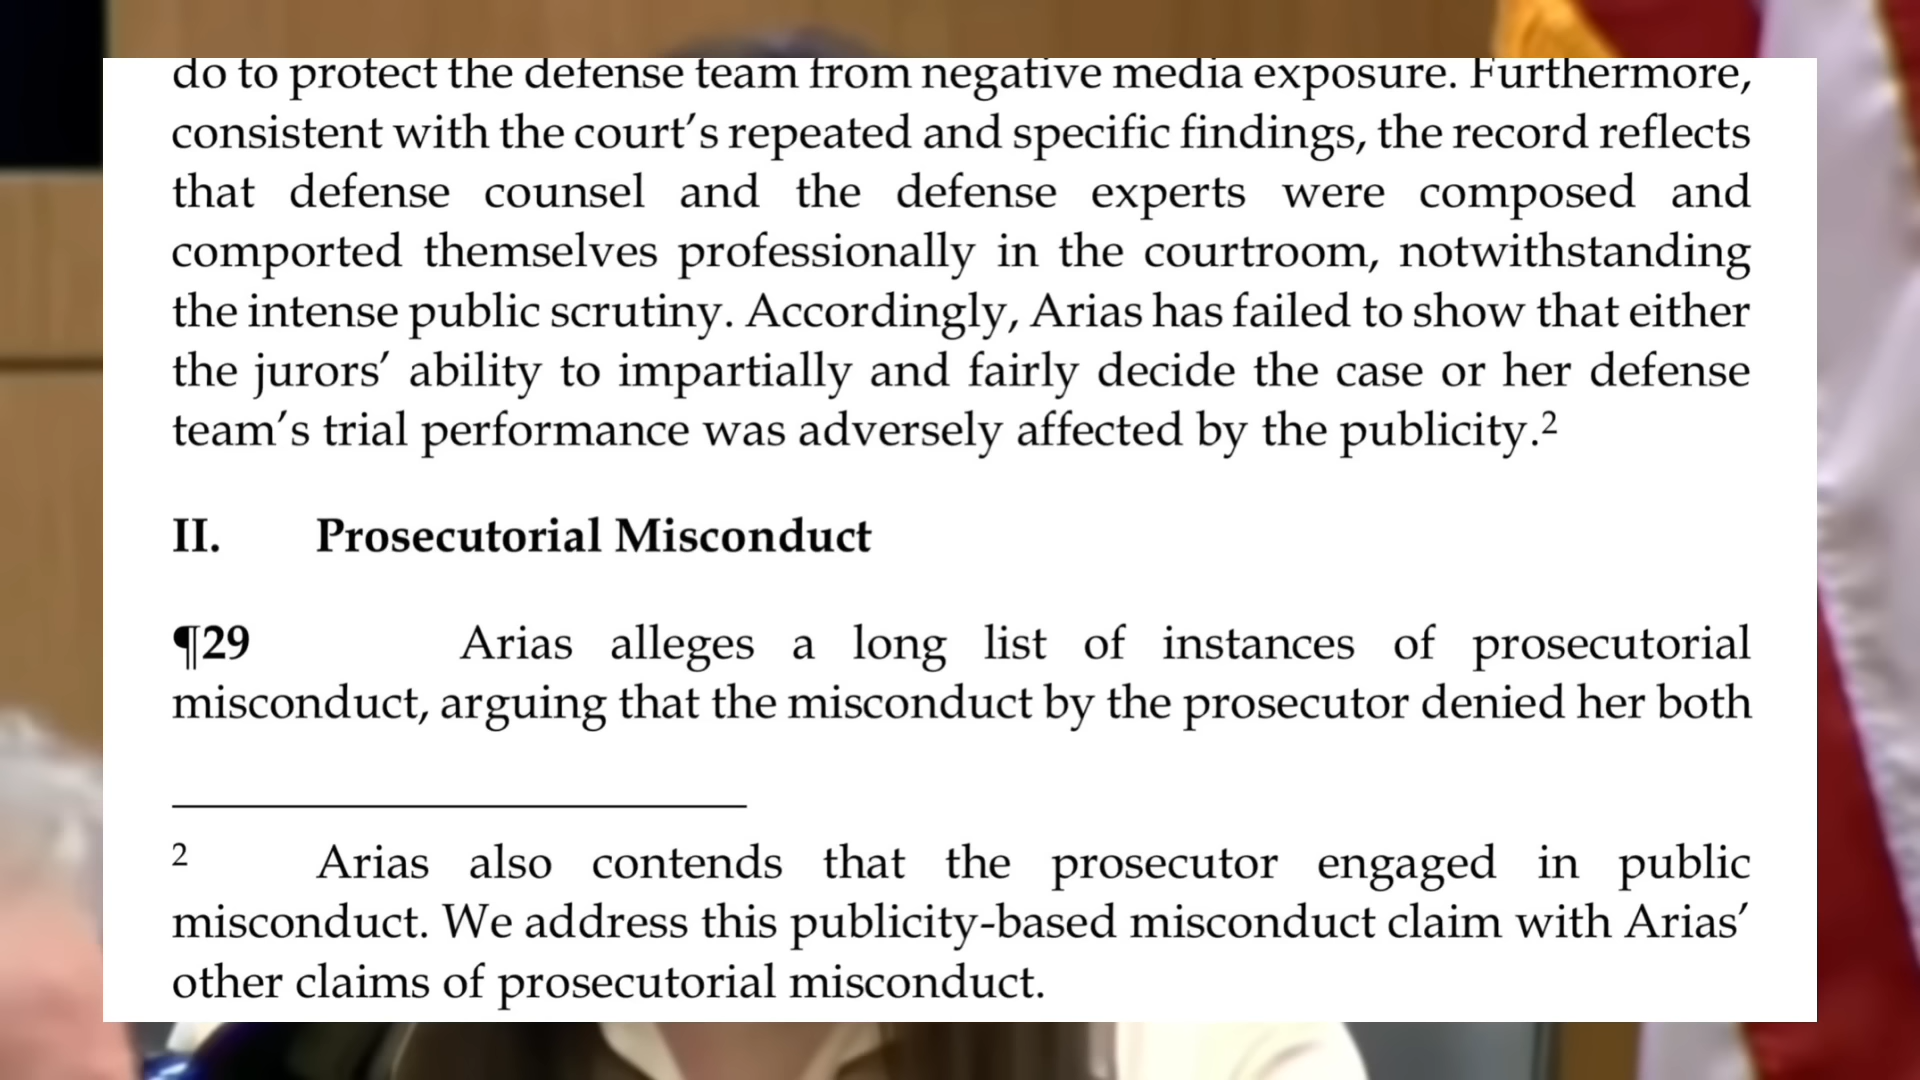 do to protect the defense team from negative media exposure. Furthermore,
consistent with the court’s repeated and specific findings, the record reflects
that defense counsel and the defense experts were composed and
comported themselves professionally in the courtroom, notwithstanding
the intense public scrutiny. Accordingly, Arias has failed to show that either
the jurors’ ability to impartially and fairly decide the case or her defense
team’s trial performance was adversely affected by the publicity.²
II. Prosecutorial Misconduct
¶29 Arias alleges a long list of instances of prosecutorial
misconduct, arguing that the misconduct by the prosecutor denied her both
² Arias also contends that the prosecutor engaged in public
misconduct. We address this publicity-based misconduct claim with Arias’
other claims of prosecutorial misconduct.